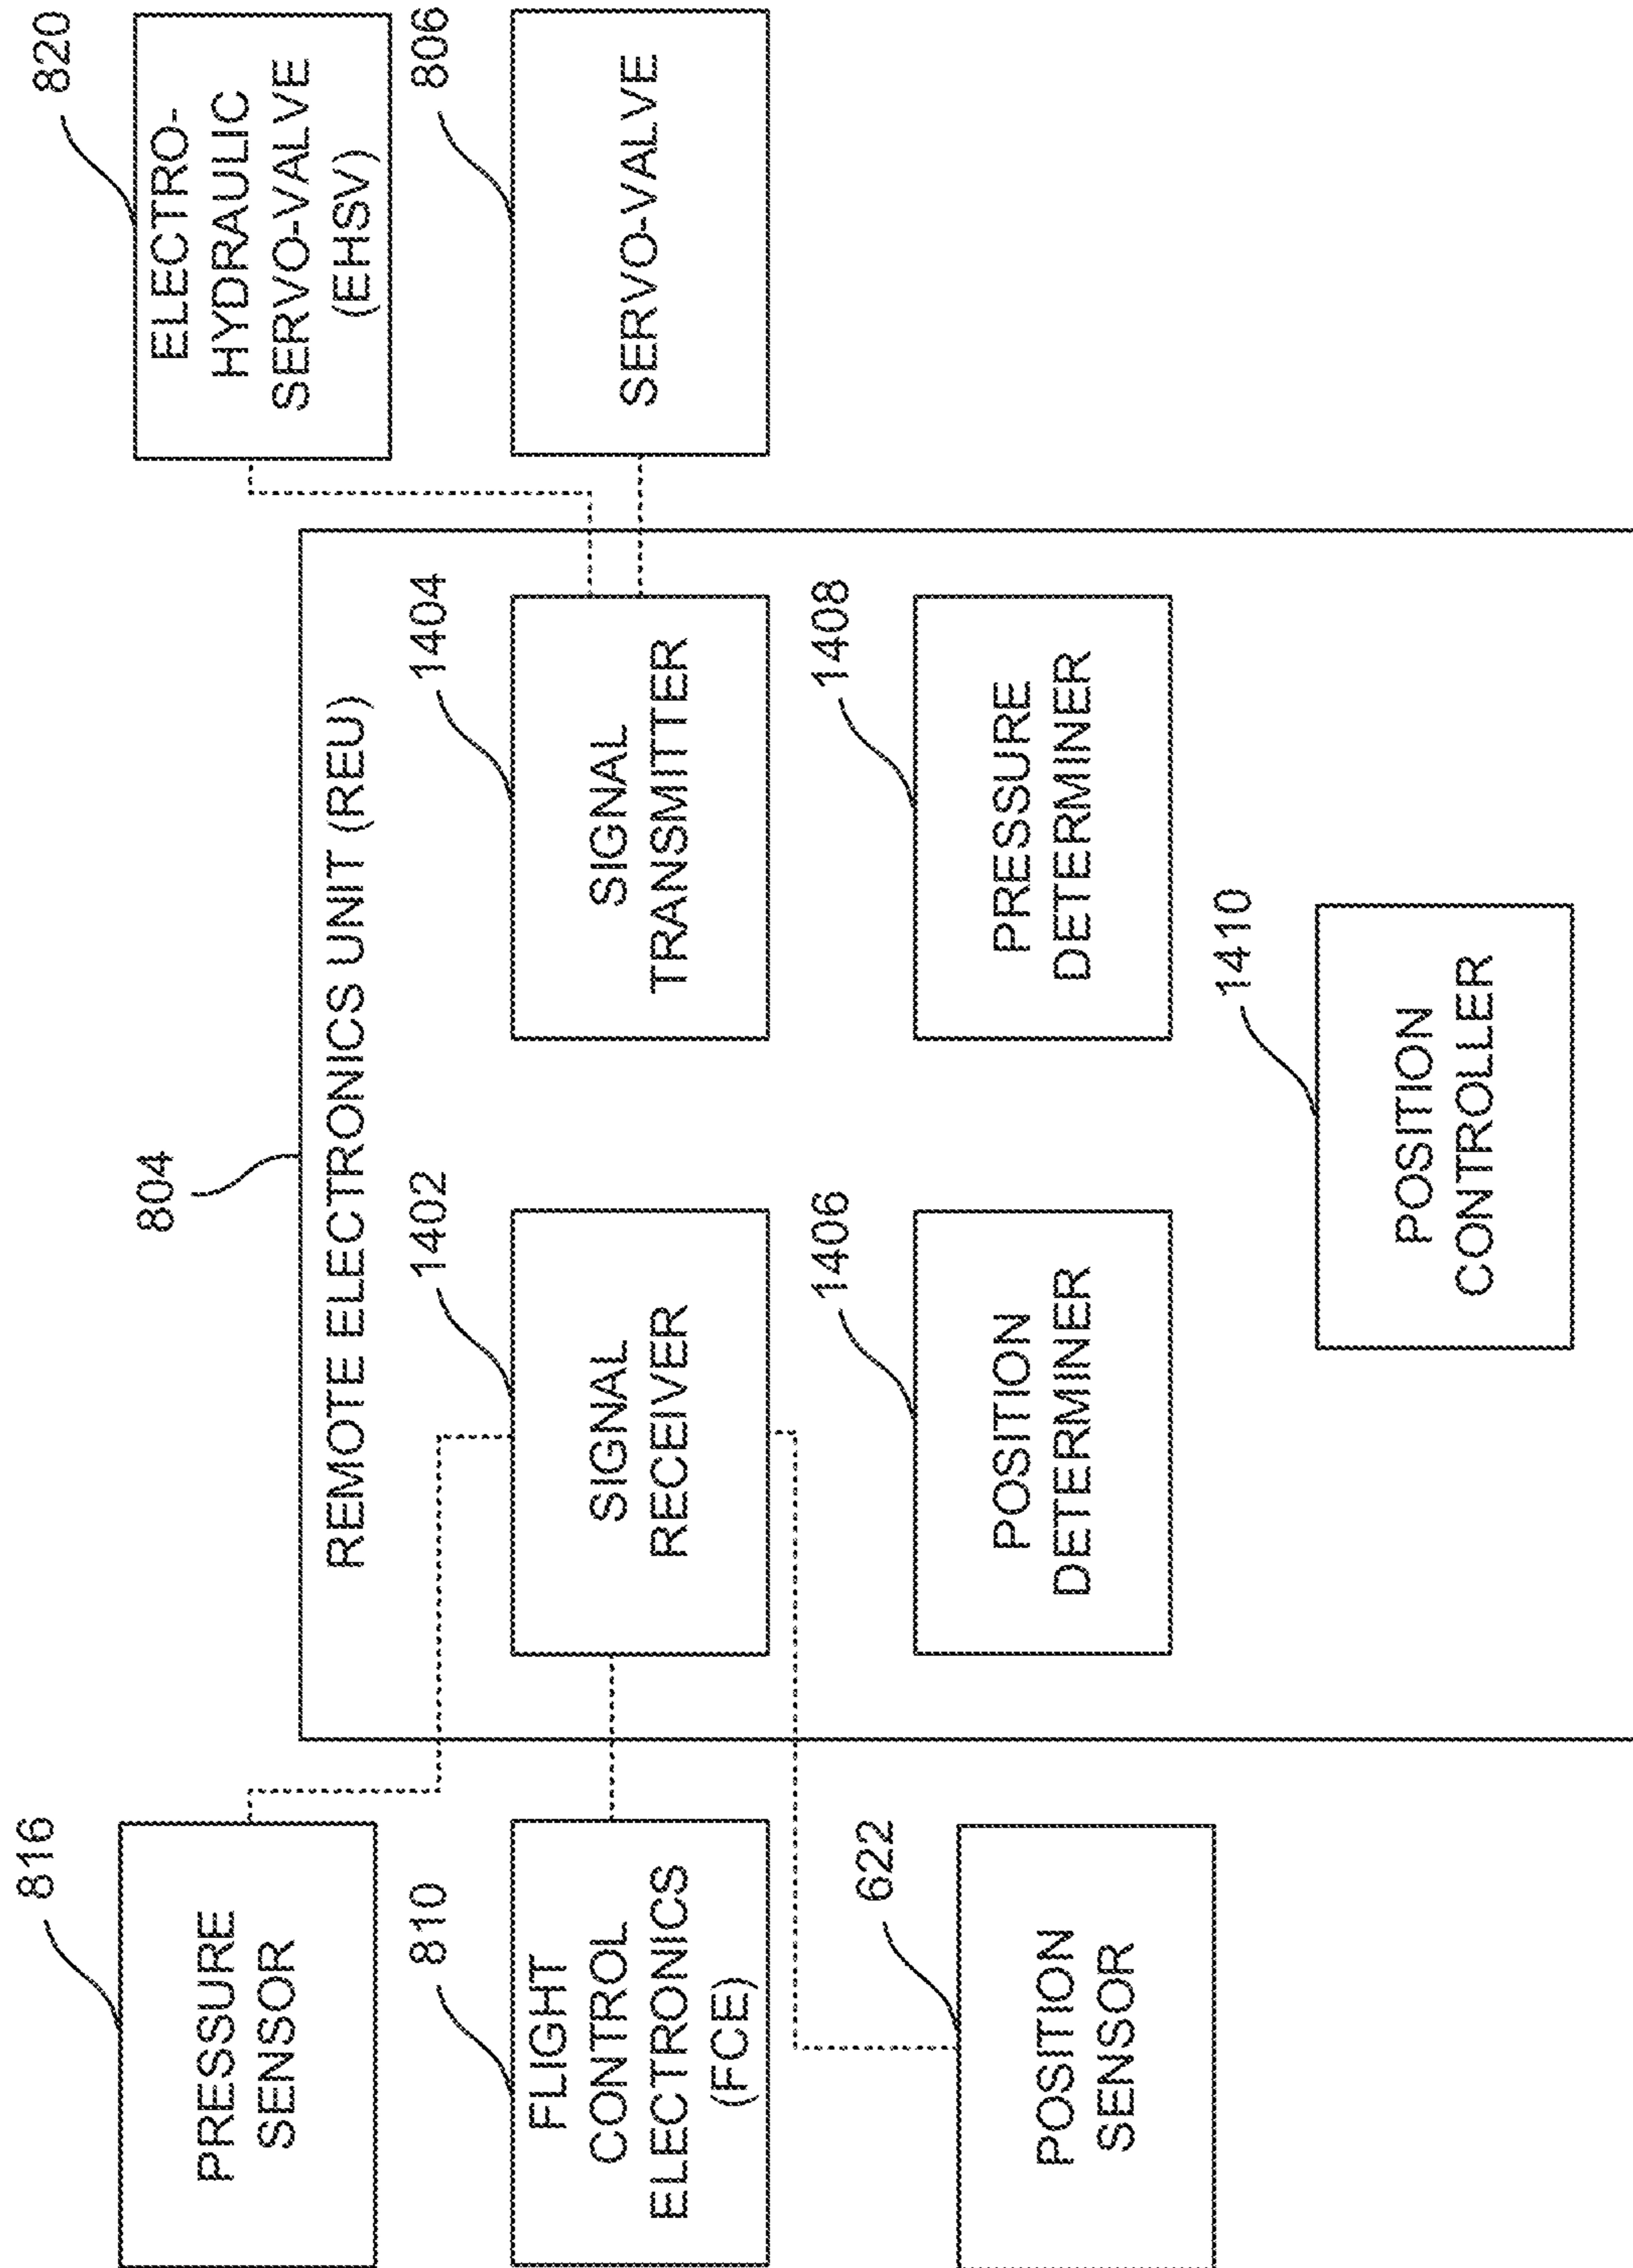 816
PRESSURE
SENSOR
810
FLIGHT
CONTROL
ELECTRONICS
(FCE)
622
POSITION
SENSOR
804
REMOTE ELECTRONICS UNIT (REU)
1402
SIGNAL
RECEIVER
1404
SIGNAL
TRANSMITTER
1406
POSITION
DETERMINER
1408
PRESSURE
DETERMINER
1410
POSITION
CONTROLLER
820
ELECTRO-
HYDRAULIC
SERVO-VALVE
(EHSV)
806
SERVO-VALVE